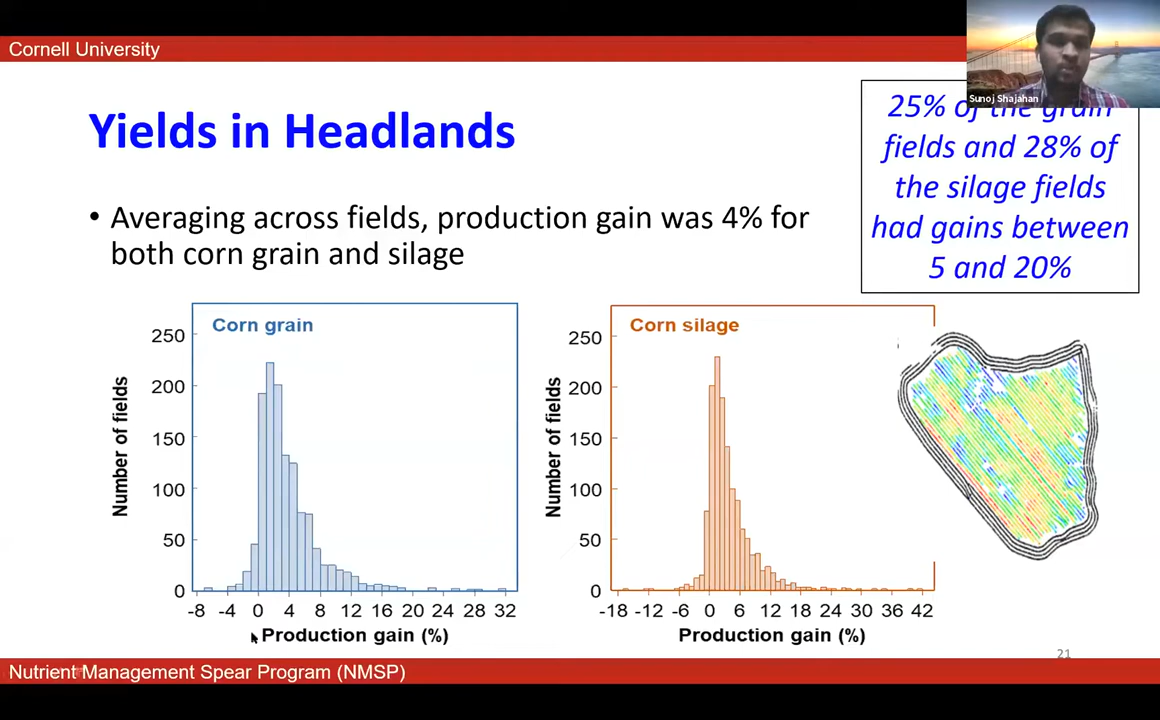 Cornell University
Sunoj Shajahan
Yields in Headlands
25% of the grain
fields and 28% of
the silage fields
had gains between
5 and 20%
• Averaging across fields, production gain was 4% for
both corn grain and silage
Corn grain
Number of fields
250
200
150
100
50
0
-8 -4 0 4 8 12 16 20 24 28 32
Production gain (%)
Corn silage
Number of fields
250
200
150
100
50
0
-18 -12 -6 0 6 12 18 24 30 36 42
Production gain (%)
21
Nutrient Management Spear Program (NMSP)